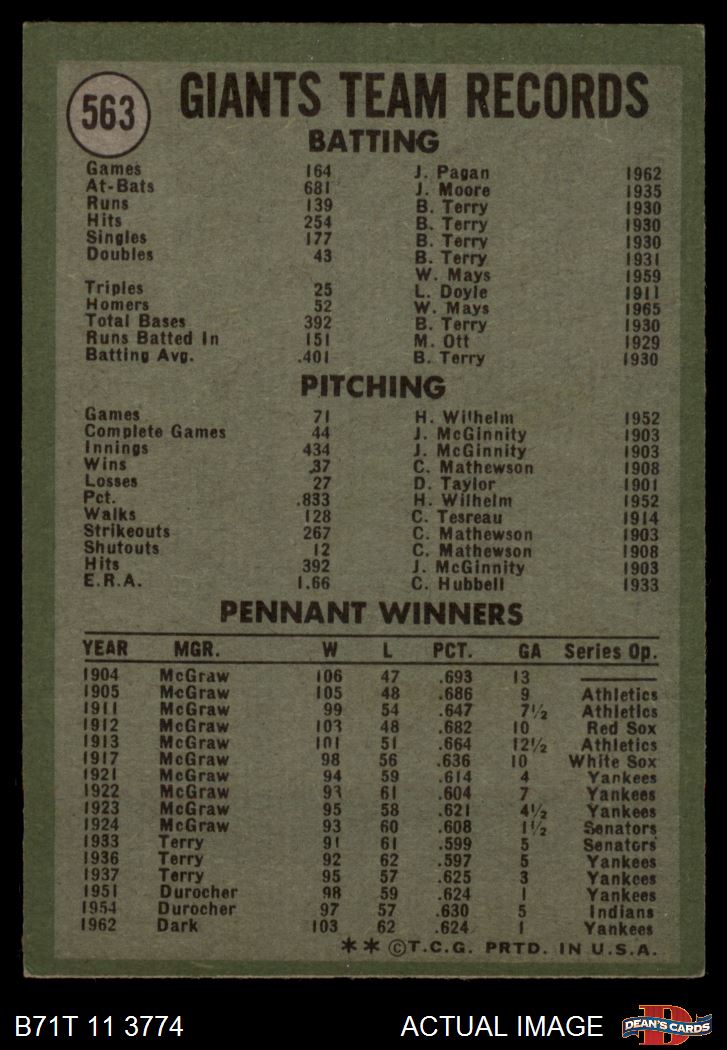 563
GIANTS TEAM RECORDS
BATTING
Games 164 J. Pagan 1962
At-Bats 681 J. Moore 1935
Runs 139 B. Terry 1930
Hits 254 B. Terry 1930
Singles 177 B. Terry 1930
Doubles 43 B. Terry 1931
W. Mays 1959
Triples 25 L. Doyle 1911
Homers 52 W. Mays 1965
Total Bases 392 B. Terry 1930
Runs Batted In 151 M. Ott 1929
Batting Avg. .401 B. Terry 1930
PITCHING
Games 71 H. Wilhelm 1952
Complete Games 44 J. McGinnity 1903
Innings 434 J. McGinnity 1903
Wins 37 C. Mathewson 1908
Losses 27 D. Taylor 1901
Pct. .833 H. Wilhelm 1952
Walks 128 C. Tesreau 1914
Strikeouts 267 C. Mathewson 1903
Shutouts 12 C. Mathewson 1908
Hits 392 J. McGinnity 1903
E.R.A. 1.66 C. Hubbell 1933
PENNANT WINNERS
YEAR MGR. W L PCT. GA Series Op.
1904 McGraw 106 47 .693 13
1905 McGraw 105 48 .686 9 Athletics
1911 McGraw 99 54 .647 7½ Athletics
1912 McGraw 103 48 .682 10 Red Sox
1913 McGraw 101 51 .664 12½ Athletics
1917 McGraw 98 56 .636 10 White Sox
1921 McGraw 94 59 .614 4 Yankees
1922 McGraw 93 61 .604 7 Yankees
1923 McGraw 95 58 .621 4½ Yankees
1924 McGraw 93 60 .608 1½ Senators
1933 Terry 91 61 .599 5 Senators
1936 Terry 92 62 .597 5 Yankees
1937 Terry 95 57 .625 3 Yankees
1951 Durocher 98 59 .624 1 Yankees
1954 Durocher 97 57 .630 5 Indians
1962 Dark 103 62 .624 1 Yankees
** ©T.C.G. PRTD. IN U.S.A.
B71T 11 3774 ACTUAL IMAGE D DEAN'S CARDS